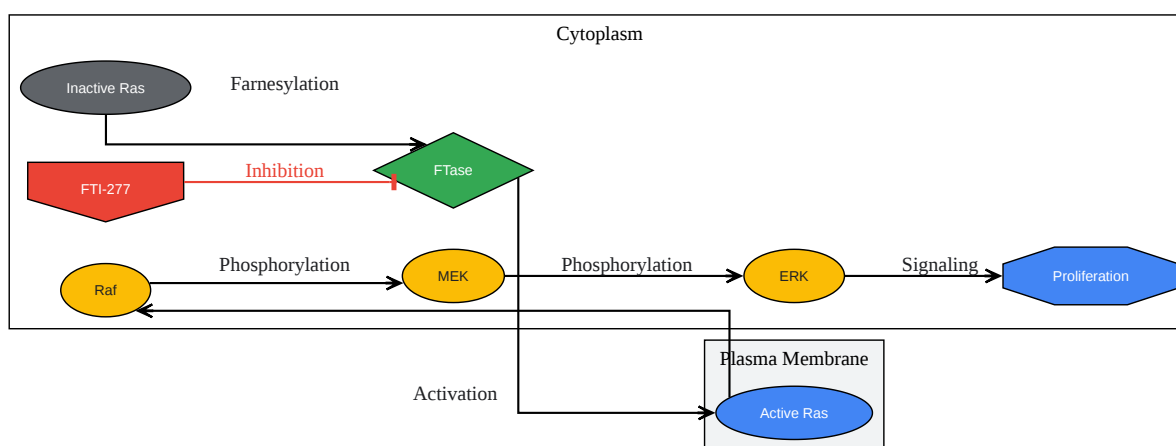 Cytoplasm
Inactive Ras
Farnesylation
FTI-277
Inhibition
FTase
Raf
Phosphorylation
MEK
Phosphorylation
ERK
Signaling
Proliferation
Plasma Membrane
Activation
Active Ras